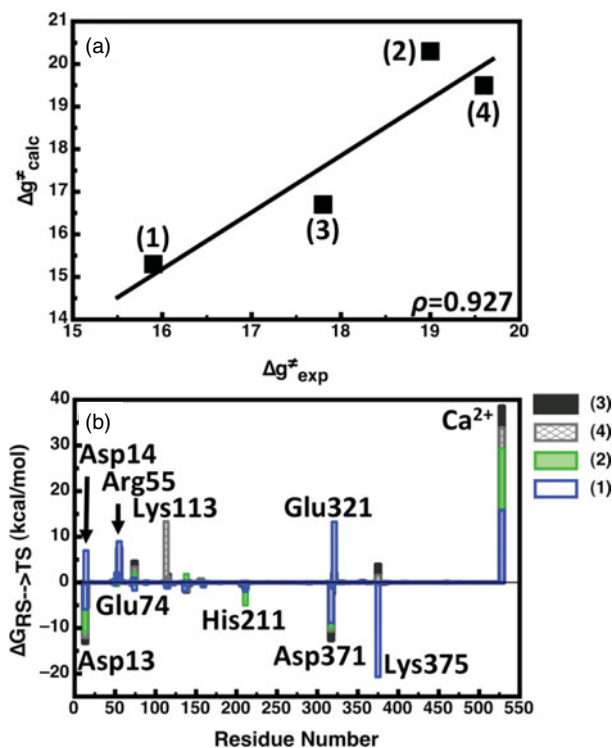 (a)
21
20
19
18
17
16
15
14
Δg≠calc
(2)
(4)
(1)
(3)
ρ=0.927
15 16 17 18 19 20
Δg≠exp
(b)
40
30
20
10
0
−10
−20
ΔGRS-->TS (kcal/mol)
Asp14
Arg55
Lys113
Glu321
Ca2+
Glu74
His211
Asp13
Asp371
Lys375
0 50 100 150 200 250 300 350 400 450 500 550
Residue Number
(3)
(4)
(2)
(1)